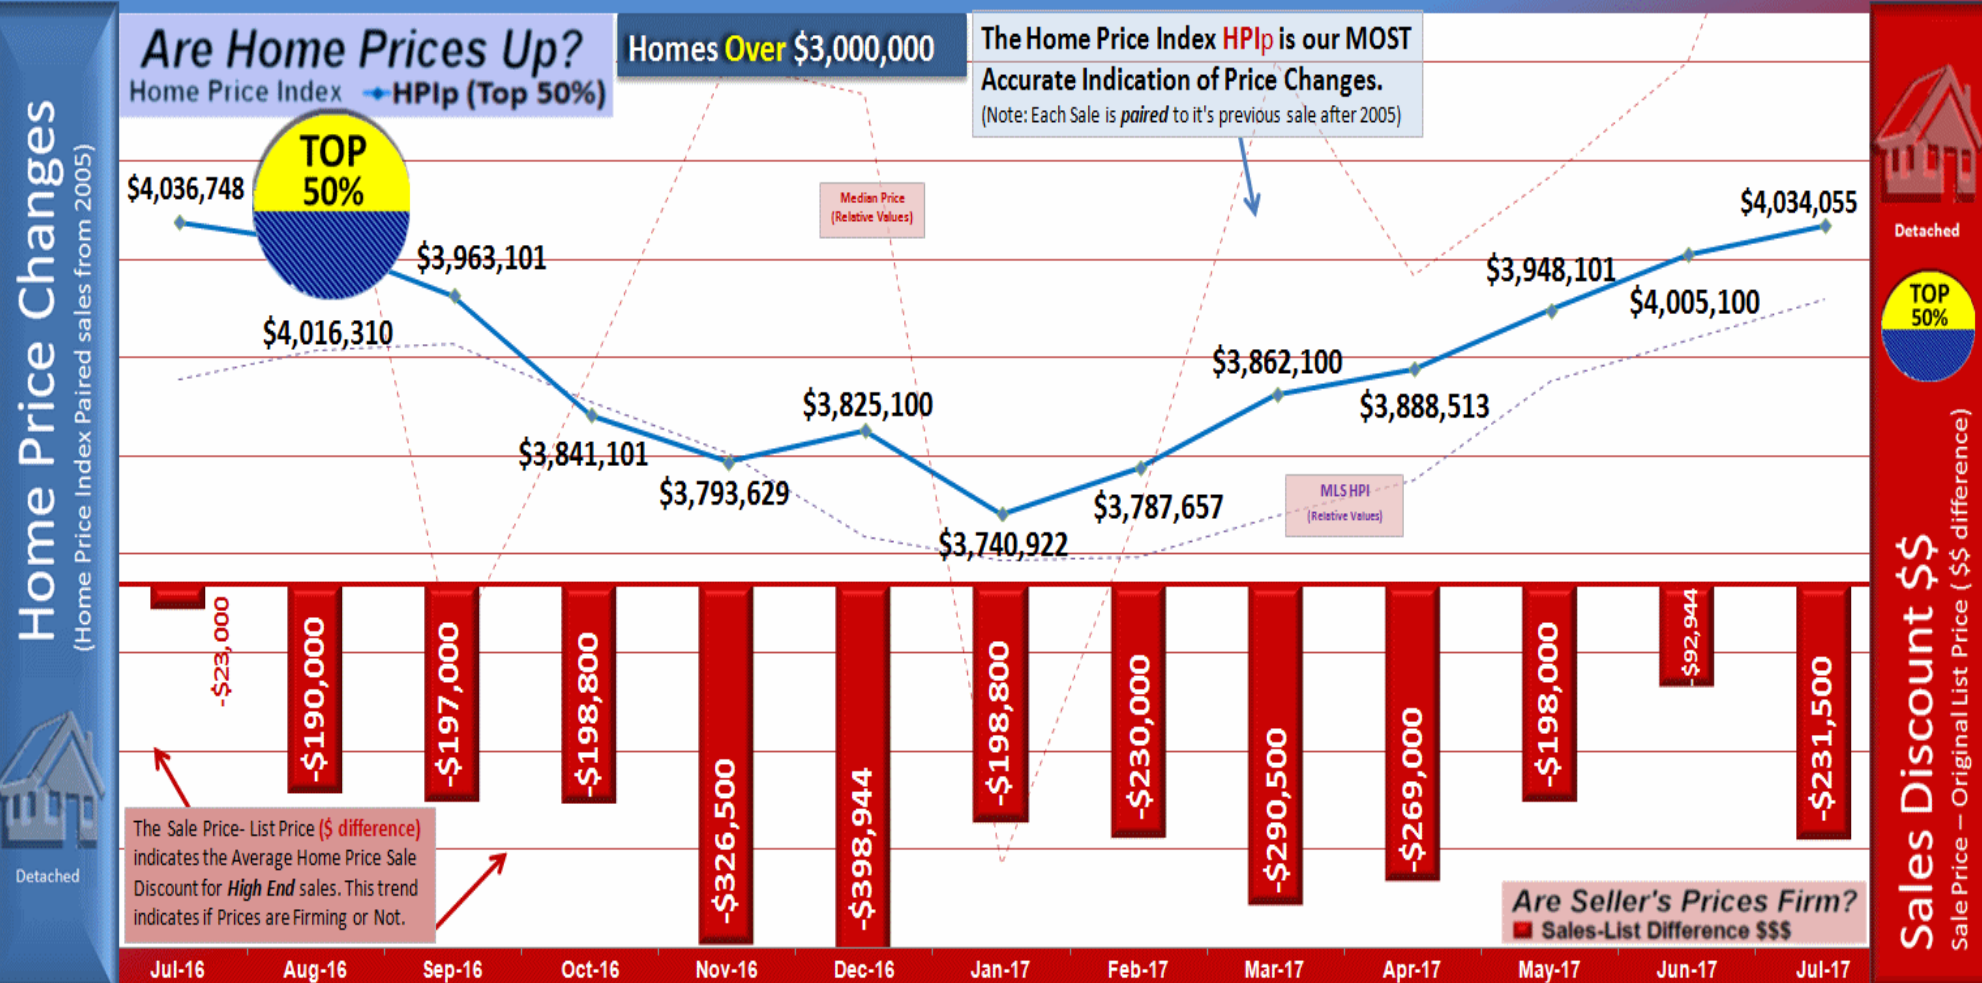 Home Price Changes
(Home Price Index Paired sales from 2005)
Detached
Are Home Prices Up?
Home Price Index HPIp (Top 50%)
Homes Over $3,000,000
The Home Price Index HPIp is our MOST
Accurate Indication of Price Changes.
(Note: Each Sale is paired to it's previous sale after 2005)
TOP
50%
Median Price
(Relative Values)
MLS HPI
(Relative Values)
$4,036,748
$4,016,310
$3,963,101
$3,841,101
$3,793,629
$3,825,100
$3,740,922
$3,787,657
$3,862,100
$3,888,513
$3,948,101
$4,005,100
$4,034,055
-$23,000
-$190,000
-$197,000
-$198,800
-$326,500
-$398,944
-$198,800
-$230,000
-$290,500
-$269,000
-$198,000
-$92,944
-$231,500
The Sale Price- List Price ($ difference)
indicates the Average Home Price Sale
Discount for High End sales. This trend
indicates if Prices are Firming or Not.
Are Seller's Prices Firm?
Sales-List Difference $$$
Jul-16
Aug-16
Sep-16
Oct-16
Nov-16
Dec-16
Jan-17
Feb-17
Mar-17
Apr-17
May-17
Jun-17
Jul-17
Detached
TOP
50%
Sales Discount $$
Sale Price – Original List Price ( $$ difference)